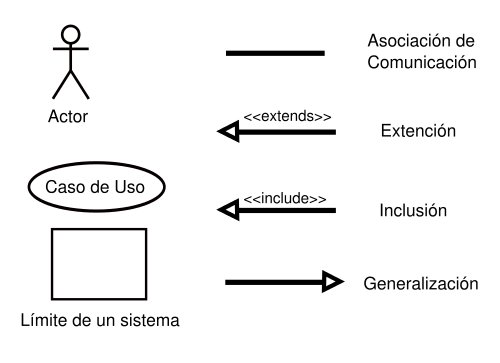 Actor
Caso de Uso
Límite de un sistema
Asociación de
Comunicación
<<extends>>
Extención
<<include>>
Inclusión
Generalización